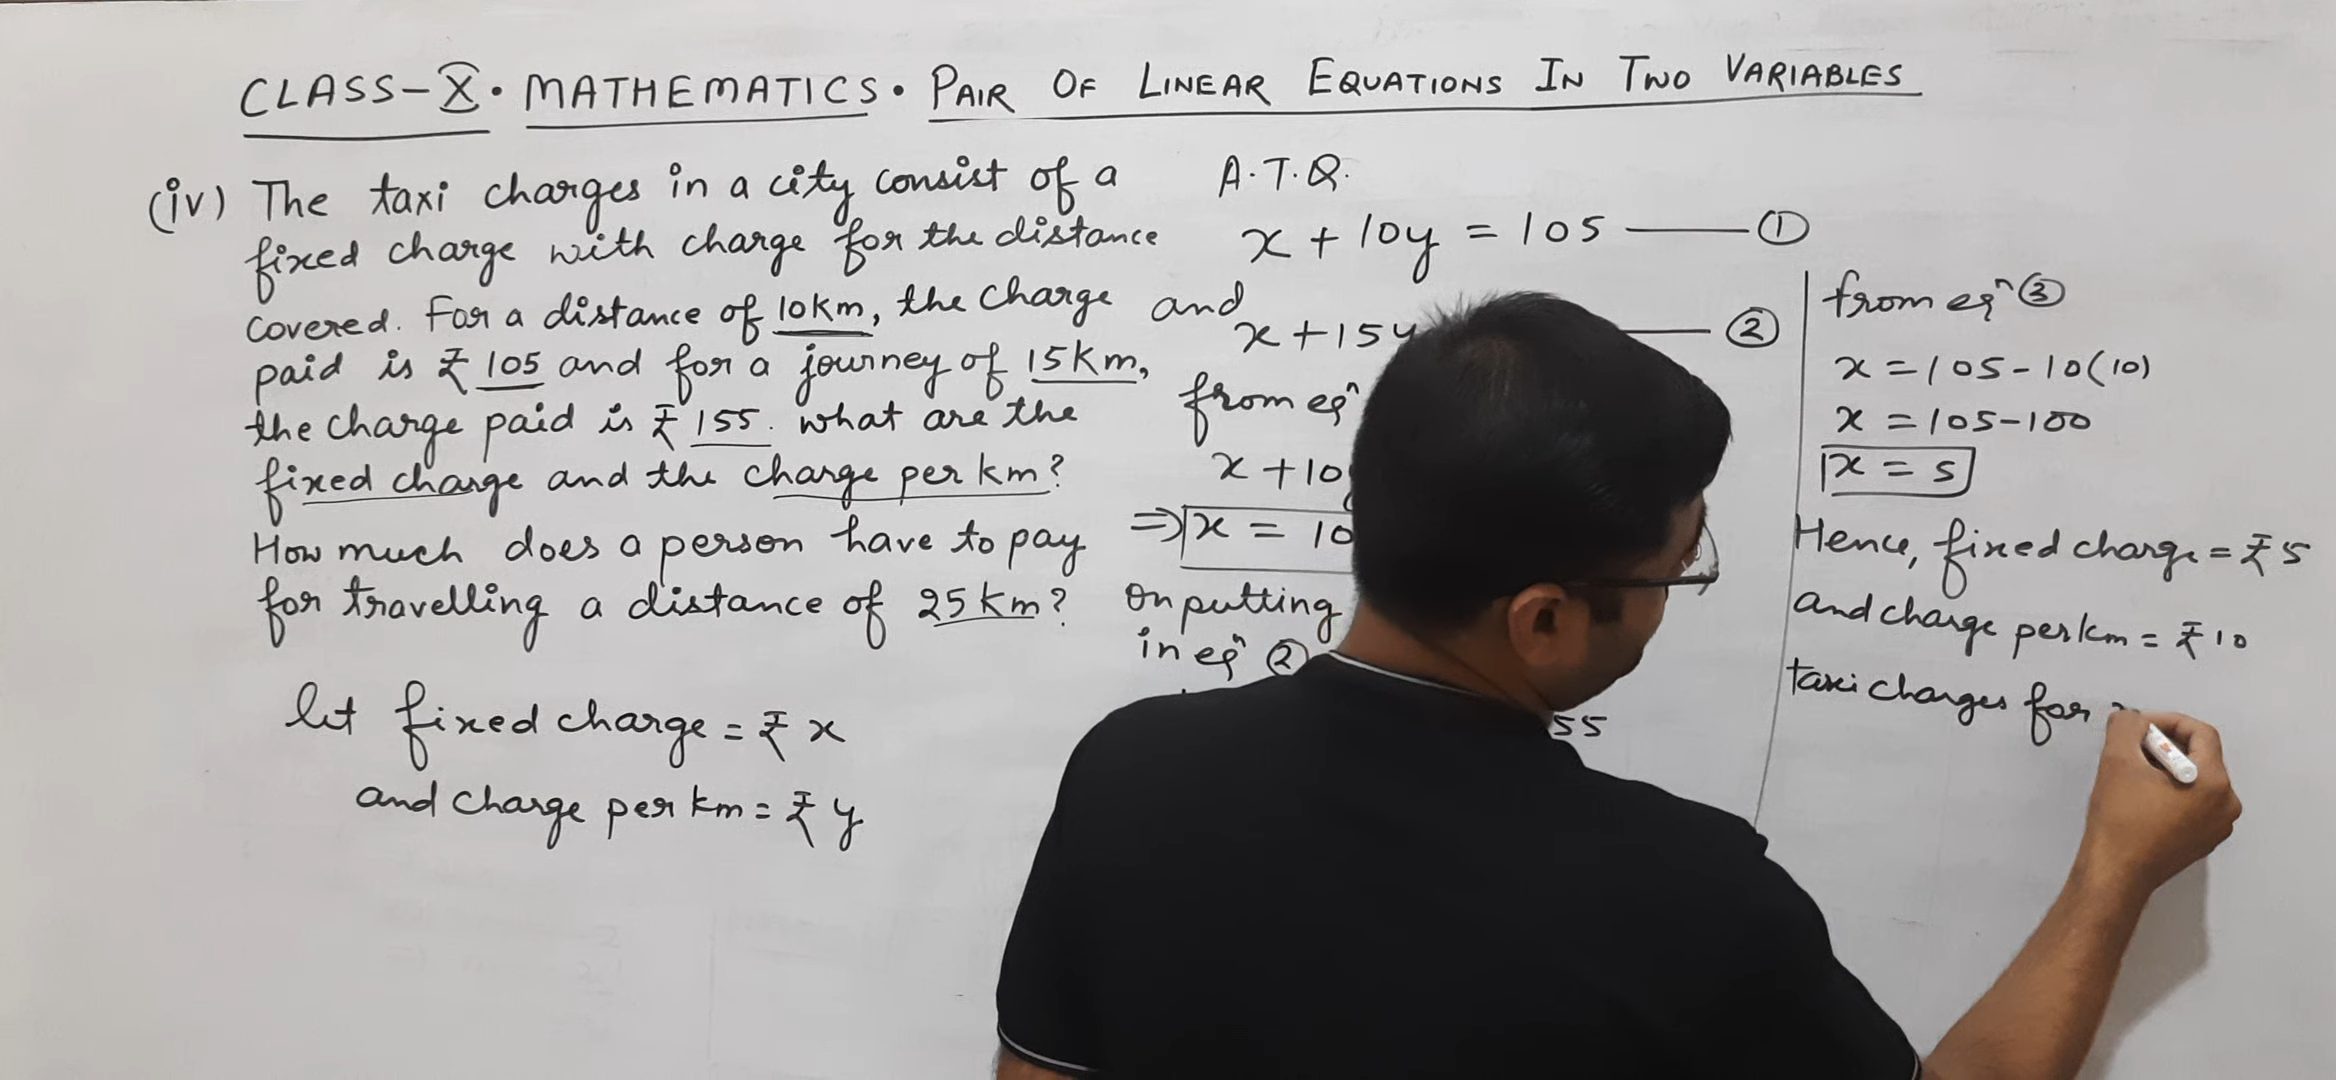 CLASS-X. MATHEMATICS. PAIR OF LINEAR EQUATIONS IN TWO VARIABLES
(iv) The taxi charges in a city consist of a
fixed charge with charge for the distance
covered. For a distance of 10km, the charge
paid is ₹ 105 and for a journey of 15km,
the charge paid is ₹ 155. what are the
fixed charge and the charge per km?
How much does a person have to pay
for travelling a distance of 25km?
let fixed charge = ₹ x
and charge per km = ₹ y
A.T.Q.
x + 10y = 105 —— ①
and
x + 15y —— ②
from eqⁿ
x + 10
⇒ x = 10
on putting
in eqⁿ ②
55
from eqⁿ ③
x = 105 - 10(10)
x = 105 - 100
x = 5
Hence, fixed charge = ₹ 5
and charge per km = ₹ 10
taxi charges for